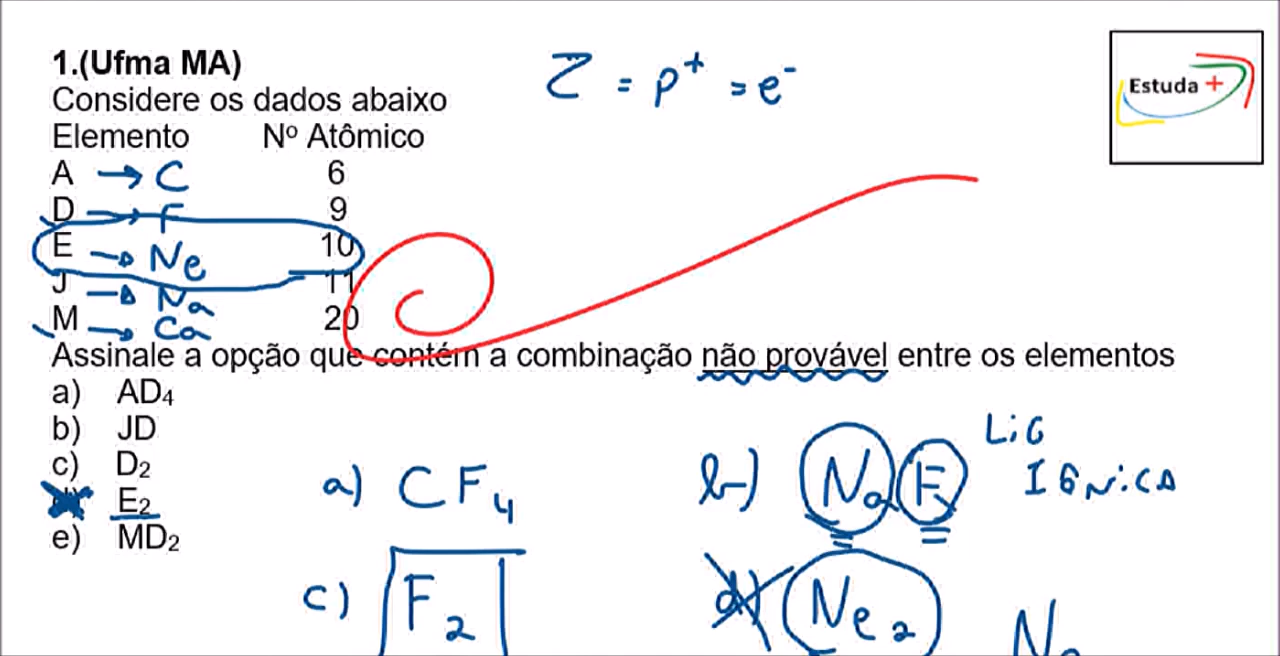 1.(Ufma MA)
Z = p⁺ = e⁻
Estuda +
Considere os dados abaixo
Elemento Nº Atômico
A → C 6
D → F 9
E → Ne 10
J → Na 11
M → Ca 20
Assinale a opção que contém a combinação não provável entre os elementos
a) AD₄
b) JD
c) D₂
E₂
e) MD₂
a) CF₄
b) NaF Lig Iônica
c) F₂
d) Ne₂